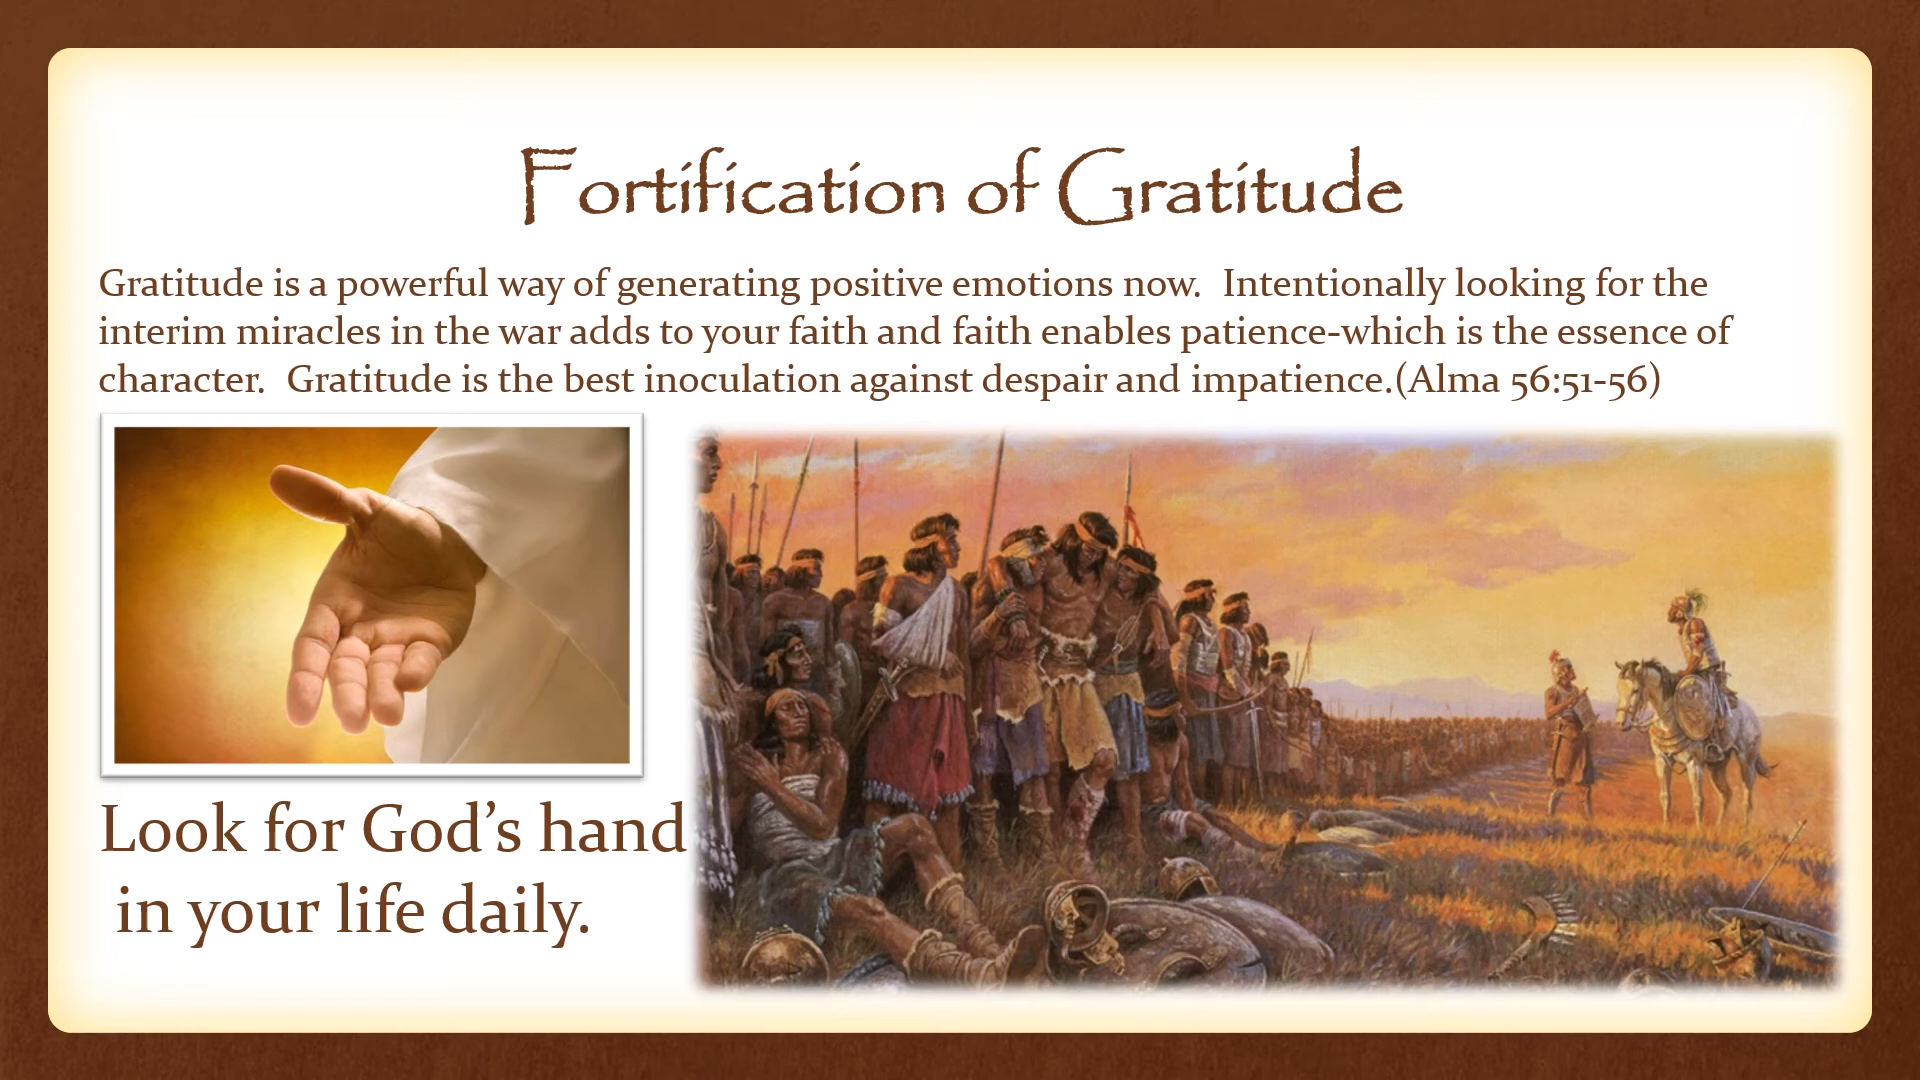 Fortification of Gratitude
Gratitude is a powerful way of generating positive emotions now.  Intentionally looking for the
interim miracles in the war adds to your faith and faith enables patience-which is the essence of
character.  Gratitude is the best inoculation against despair and impatience.(Alma 56:51-56)
Look for God’s hand
in your life daily.